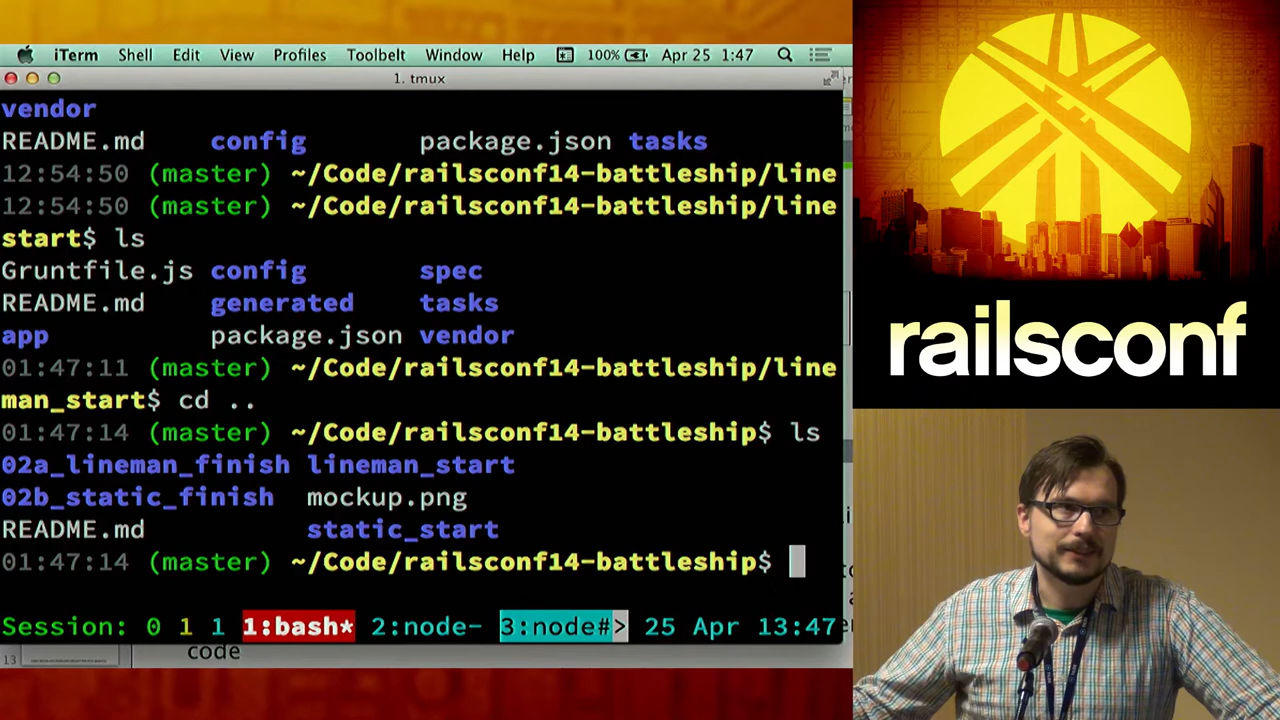 iTerm Shell Edit View Profiles Toolbelt Window Help 100% Apr 25 1:47
1. tmux
vendor
README.md config package.json tasks
12:54:50 (master) ~/Code/railsconf14-battleship/line
12:54:50 (master) ~/Code/railsconf14-battleship/line
start$ ls
Gruntfile.js config spec
README.md generated tasks
app package.json vendor
01:47:11 (master) ~/Code/railsconf14-battleship/line
man_start$ cd ..
01:47:14 (master) ~/Code/railsconf14-battleship$ ls
02a_lineman_finish lineman_start
02b_static_finish mockup.png
README.md static_start
01:47:14 (master) ~/Code/railsconf14-battleship$
Session: 0 1 1 1:bash* 2:node- 3:node#> 25 Apr 13:47
13
code
railsconf